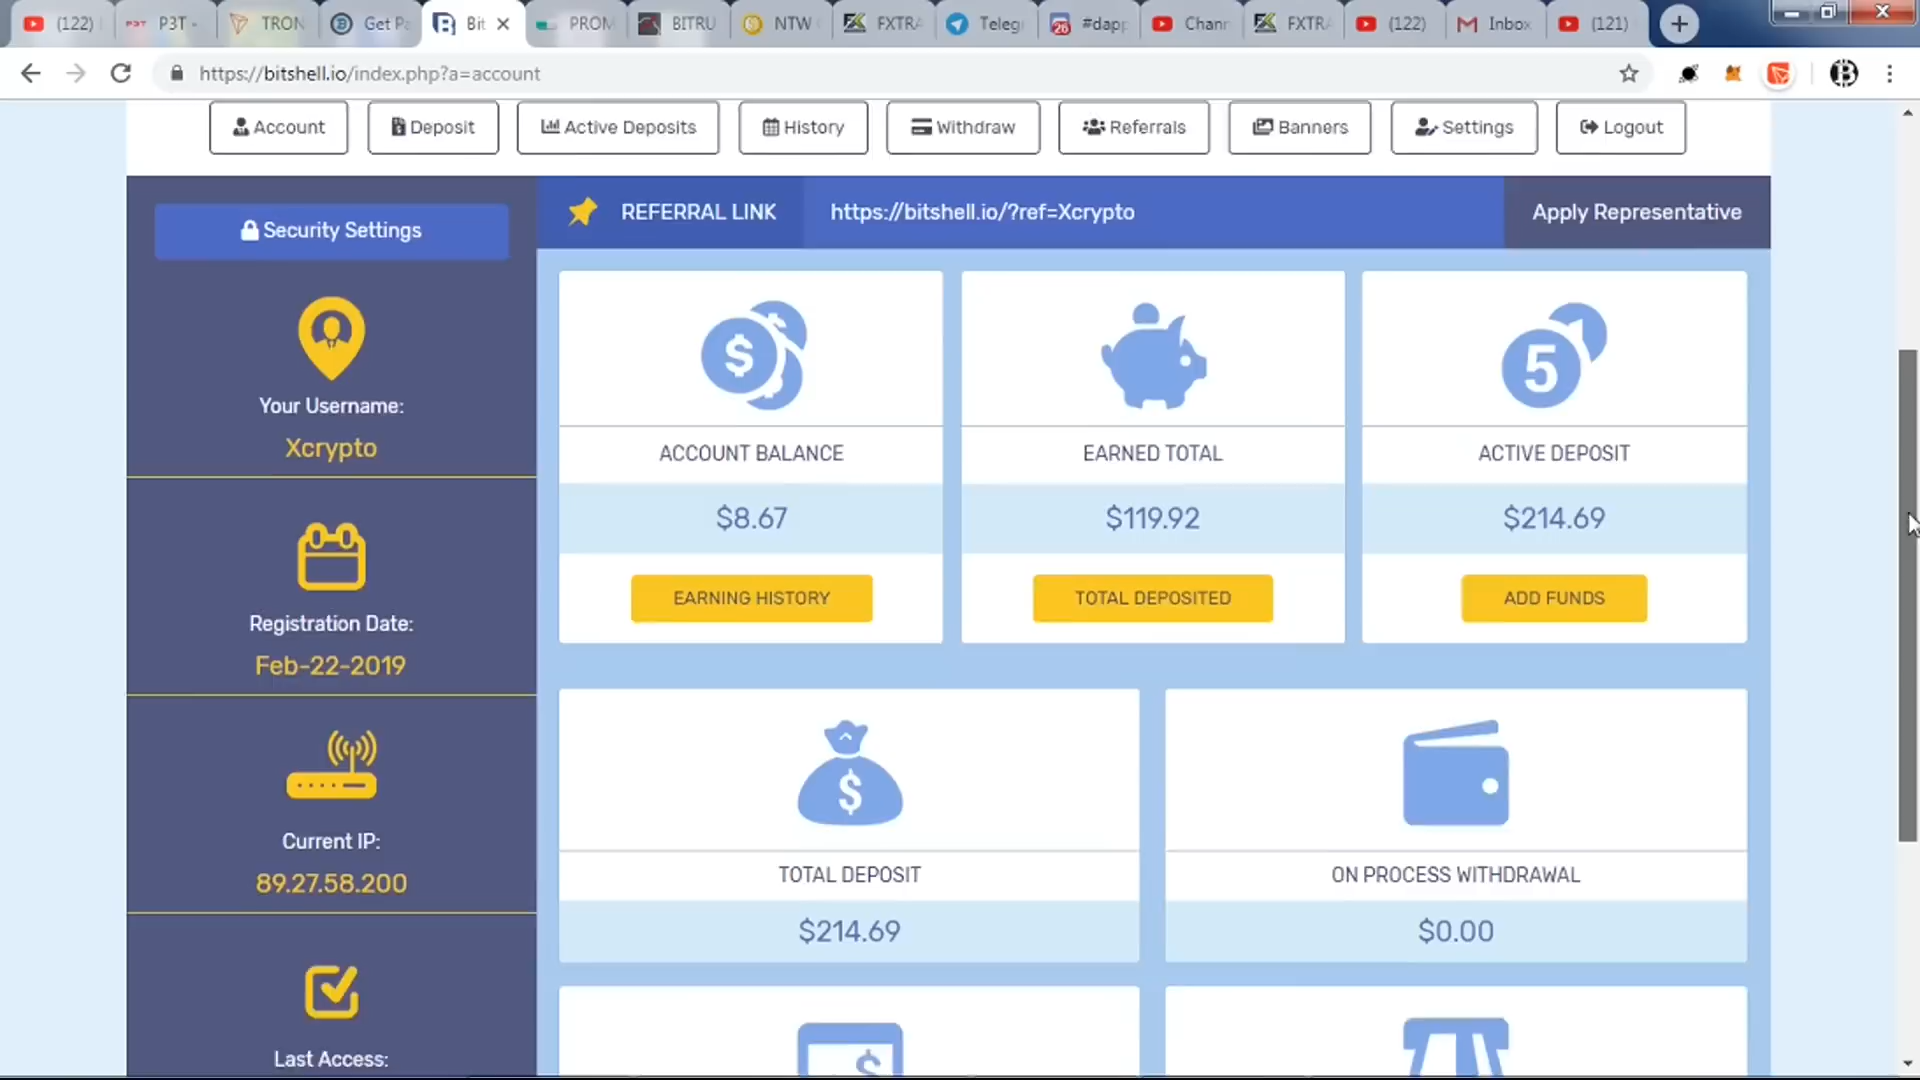 (122)
P3T -
TRON
Get Pa
Bit
PROM
BITRU
NTW
FXTRA
Teleg
#dapp
Chann
FXTRA
(122)
Inbox
(121)
https://bitshell.io/index.php?a=account
Account
Deposit
Active Deposits
History
Withdraw
Referrals
Banners
Settings
Logout
Security Settings
REFERRAL LINK
https://bitshell.io/?ref=Xcrypto
Apply Representative
Your Username:
Xcrypto
Registration Date:
Feb-22-2019
Current IP:
89.27.58.200
Last Access:
$
5
ACCOUNT BALANCE
EARNED TOTAL
ACTIVE DEPOSIT
$8.67
$119.92
$214.69
EARNING HISTORY
TOTAL DEPOSITED
ADD FUNDS
$
TOTAL DEPOSIT
ON PROCESS WITHDRAWAL
$214.69
$0.00
$